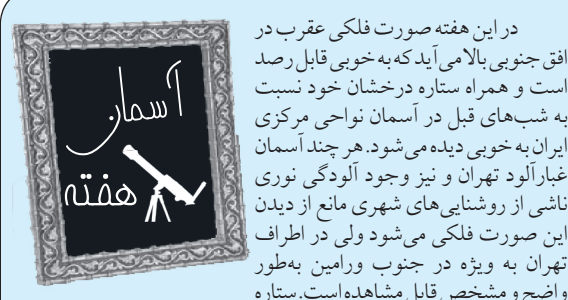 در این هفته صورت فلکی عقرب در
افق جنوبی بالا می‌آید که به خوبی قابل رصد
است و همراه ستاره درخشان خود نسبت
به شب‌های قبل در آسمان نواحی مرکزی
ایران به خوبی دیده می‌شود. هر چند آسمان
غبارآلود تهران و نیز وجود آلودگی نوری
ناشی از روشنایی‌های شهری مانع از دیدن
این صورت فلکی می‌شود ولی در اطراف
تهران به ویژه در جنوب ورامین به‌طور
واضح و مشخص قابل مشاهده است. ستاره
آسمان
هفته